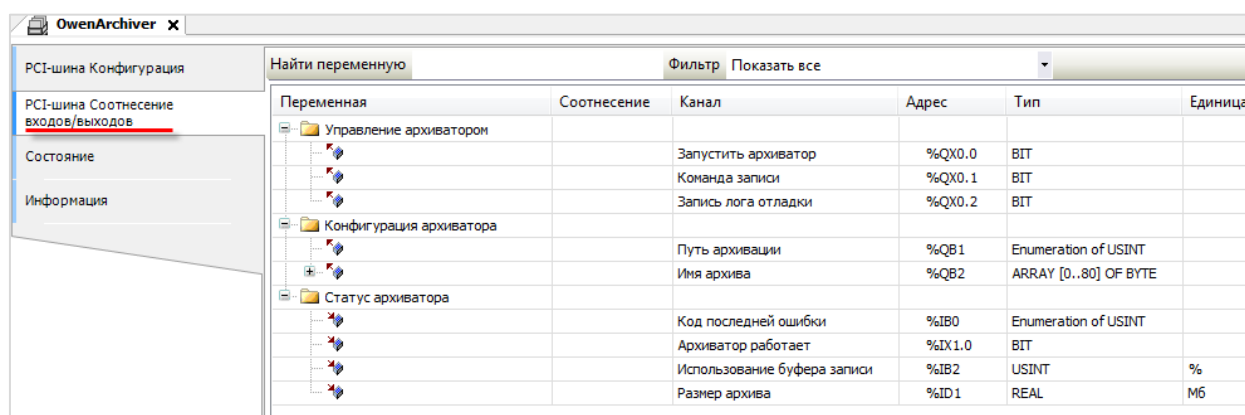 OwenArchiver x
PCI-шина Конфигурация
PCI-шина Соотнесение
входов/выходов
Состояние
Информация
Найти переменную Фильтр Показать все
Переменная Соотнесение Канал Адрес Тип Единица
Управление архиватором
Запустить архиватор %QX0.0 BIT
Команда записи %QX0.1 BIT
Запись лога отладки %QX0.2 BIT
Конфигурация архиватора
Путь архивации %QB1 Enumeration of USINT
Имя архива %QB2 ARRAY [0..80] OF BYTE
Статус архиватора
Код последней ошибки %IB0 Enumeration of USINT
Архиватор работает %IX1.0 BIT
Использование буфера записи %IB2 USINT %
Размер архива %ID1 REAL Мб